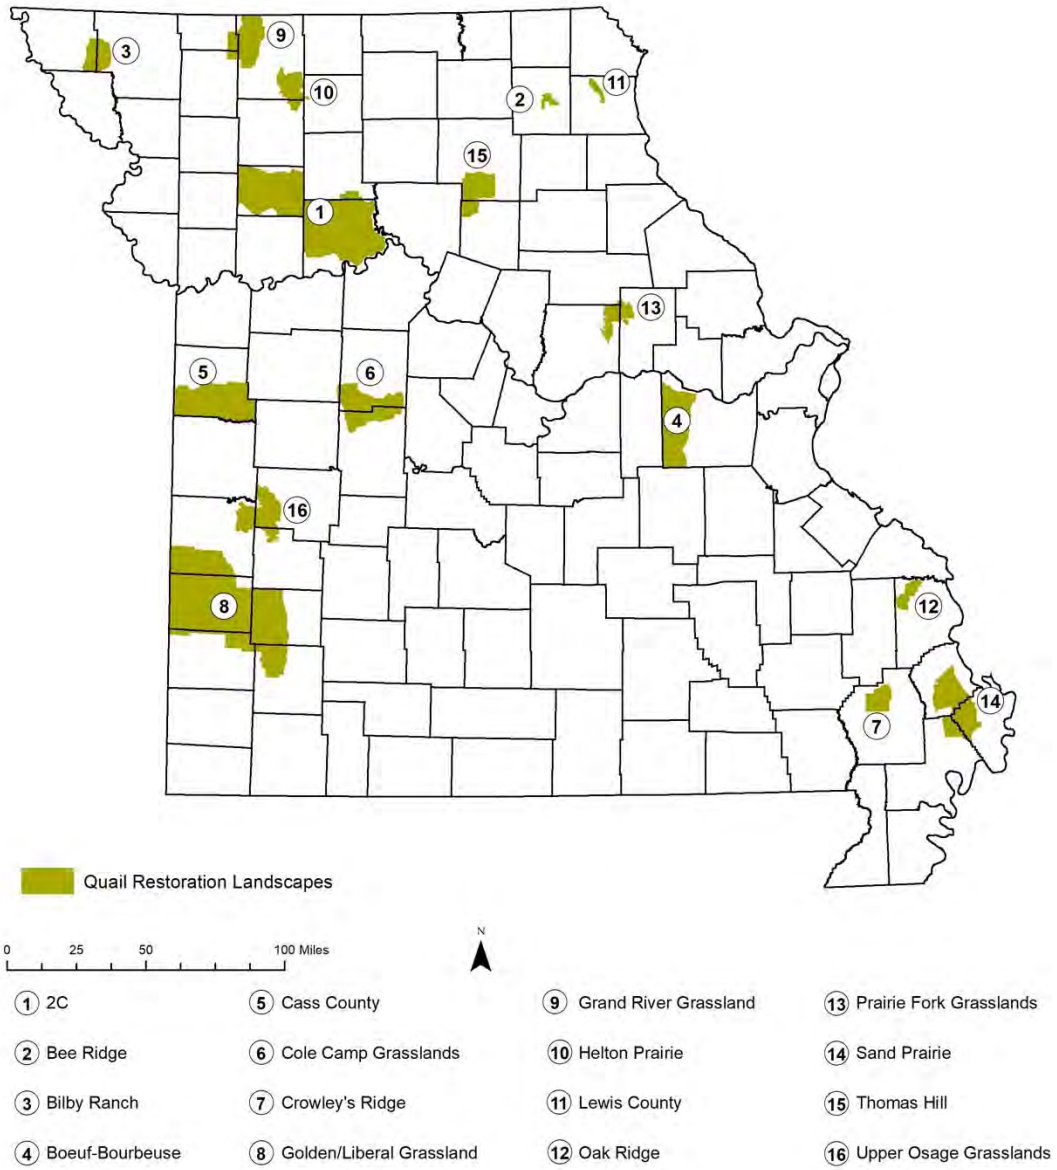 9
3
10
11
2
15
1
13
5
6
4
16
8
12
14
7
Quail Restoration Landscapes
N
0 25 50 100 Miles
1 2C 5 Cass County 9 Grand River Grassland 13 Prairie Fork Grasslands
2 Bee Ridge 6 Cole Camp Grasslands 10 Helton Prairie 14 Sand Prairie
3 Bilby Ranch 7 Crowley's Ridge 11 Lewis County 15 Thomas Hill
4 Boeuf-Bourbeuse 8 Golden/Liberal Grassland 12 Oak Ridge 16 Upper Osage Grasslands